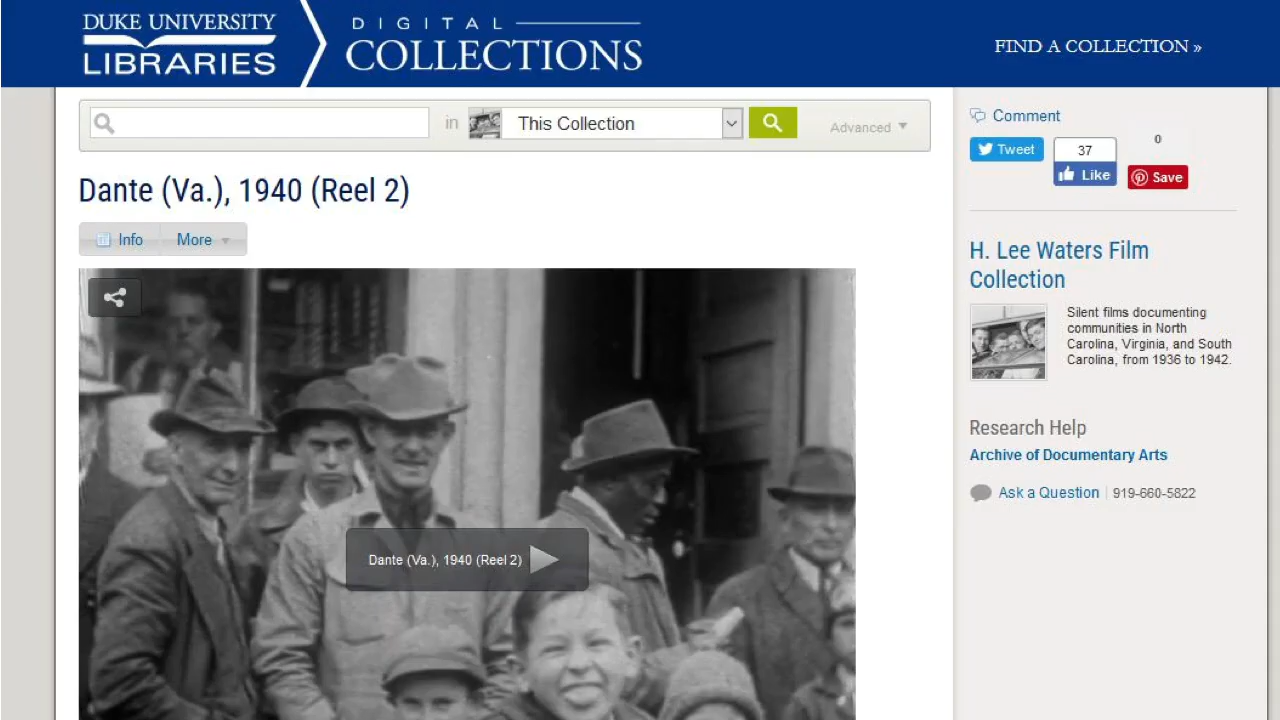 DUKE UNIVERSITY
LIBRARIES
DIGITAL
COLLECTIONS
FIND A COLLECTION »
in
This Collection
Advanced
Dante (Va.), 1940 (Reel 2)
Info
More
Dante (Va.), 1940 (Reel 2)
Comment
Tweet
37
Like
0
Save
H. Lee Waters Film
Collection
Silent films documenting
communities in North
Carolina, Virginia, and South
Carolina, from 1936 to 1942.
Research Help
Archive of Documentary Arts
Ask a Question | 919-660-5822